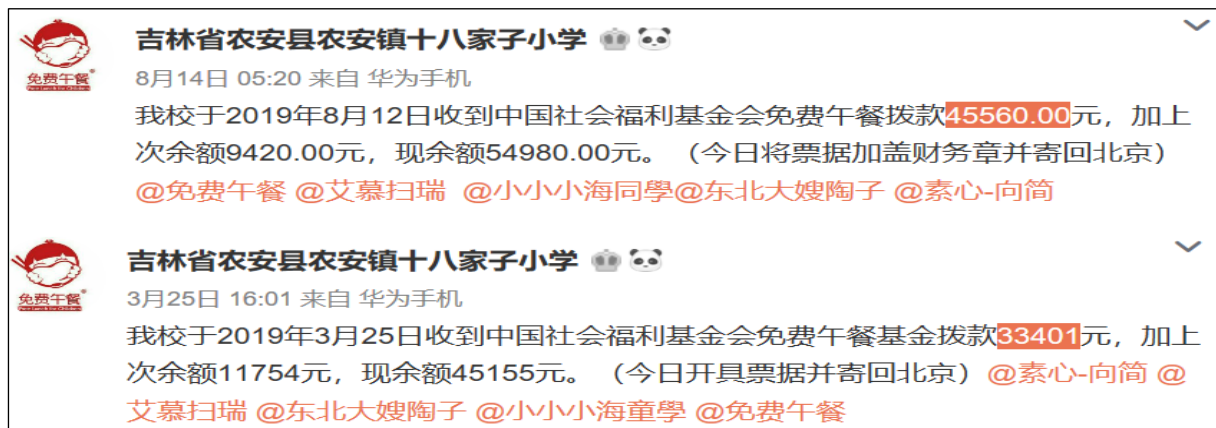 吉林省农安县农安镇十八家子小学
免费午餐
8月14日 05:20 来自 华为手机
我校于2019年8月12日收到中国社会福利基金会免费午餐拨款45560.00元，加上
次余额9420.00元，现余额54980.00元。（今日将票据加盖财务章并寄回北京）
@免费午餐 @艾慕扫瑞 @小小小海同學@东北大嫂陶子 @素心-向简
吉林省农安县农安镇十八家子小学
免费午餐
3月25日 16:01 来自 华为手机
我校于2019年3月25日收到中国社会福利基金会免费午餐基金拨款33401元，加上
次余额11754元，现余额45155元。（今日开具票据并寄回北京）@素心-向简 @
艾慕扫瑞 @东北大嫂陶子 @小小小海童學 @免费午餐